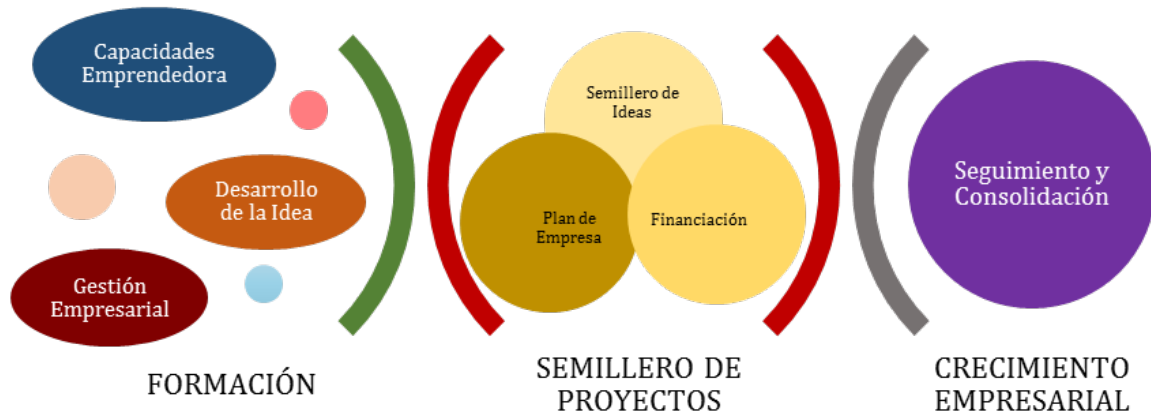 Capacidades
Emprendedora
Desarrollo
de la Idea
Gestión
Empresarial
FORMACIÓN
Semillero de
Ideas
Plan de
Empresa
Financiación
SEMILLERO DE
PROYECTOS
Seguimiento y
Consolidación
CRECIMIENTO
EMPRESARIAL